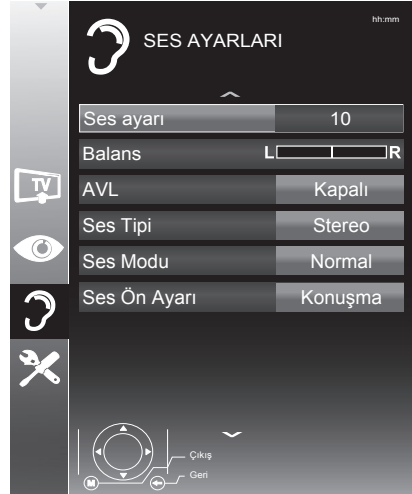 hh:mm
SES AYARLARI
Ses ayarı 10
Balans L R
AVL Kapalı
TV
Ses Tipi Stereo
Ses Modu Normal
Ses Ön Ayarı Konuşma
Çıkış
M Geri